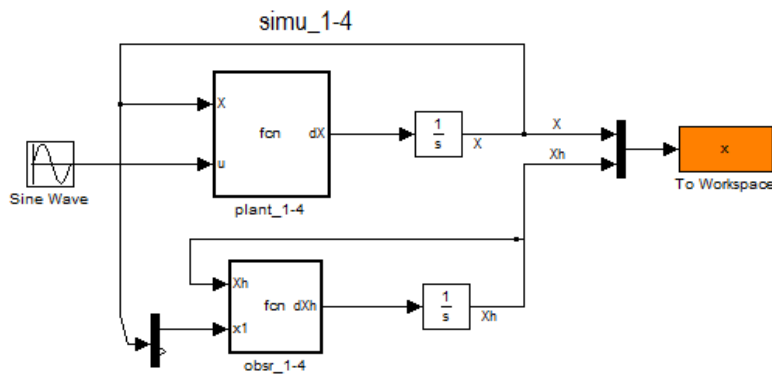 simu_1-4
X
fcn
dX
u
plant_1-4
Sine Wave
1
s
X
X
Xh
x
To Workspace
Xh
fcn
dXh
x1
obsr_1-4
1
s
Xh